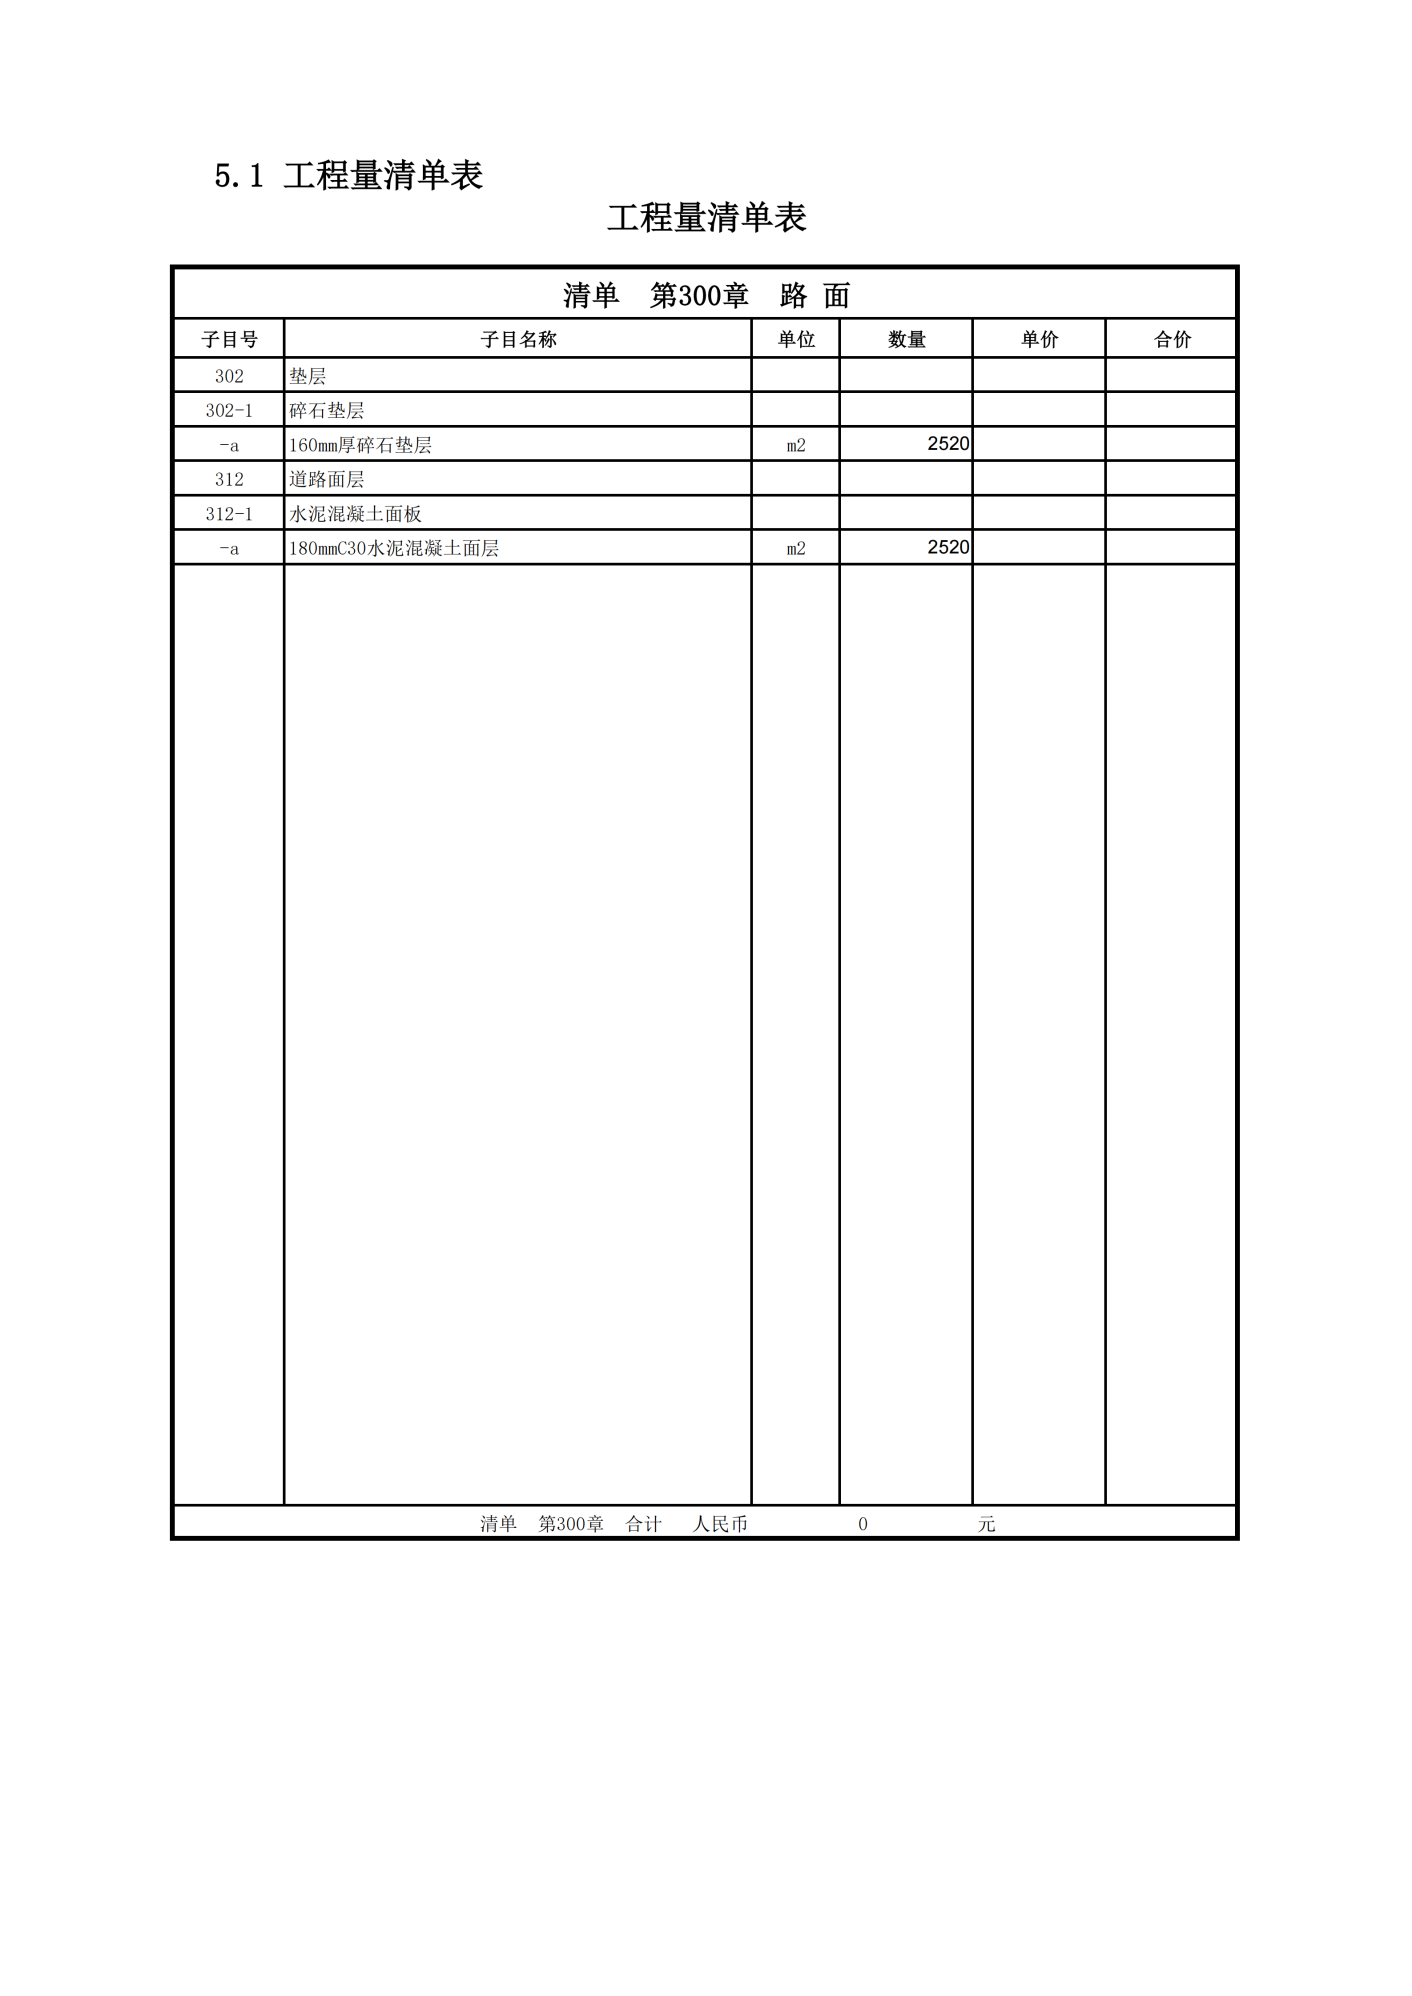 5.1 工程量清单表
工程量清单表
清单 第300章 路 面
子目号 子目名称 单位 数量 单价 合价
302 垫层
302-1 碎石垫层
-a 160mm厚碎石垫层 m2 2520
312 道路面层
312-1 水泥混凝土面板
-a 180mmC30水泥混凝土面层 m2 2520
清单 第300章 合计 人民币 0 元